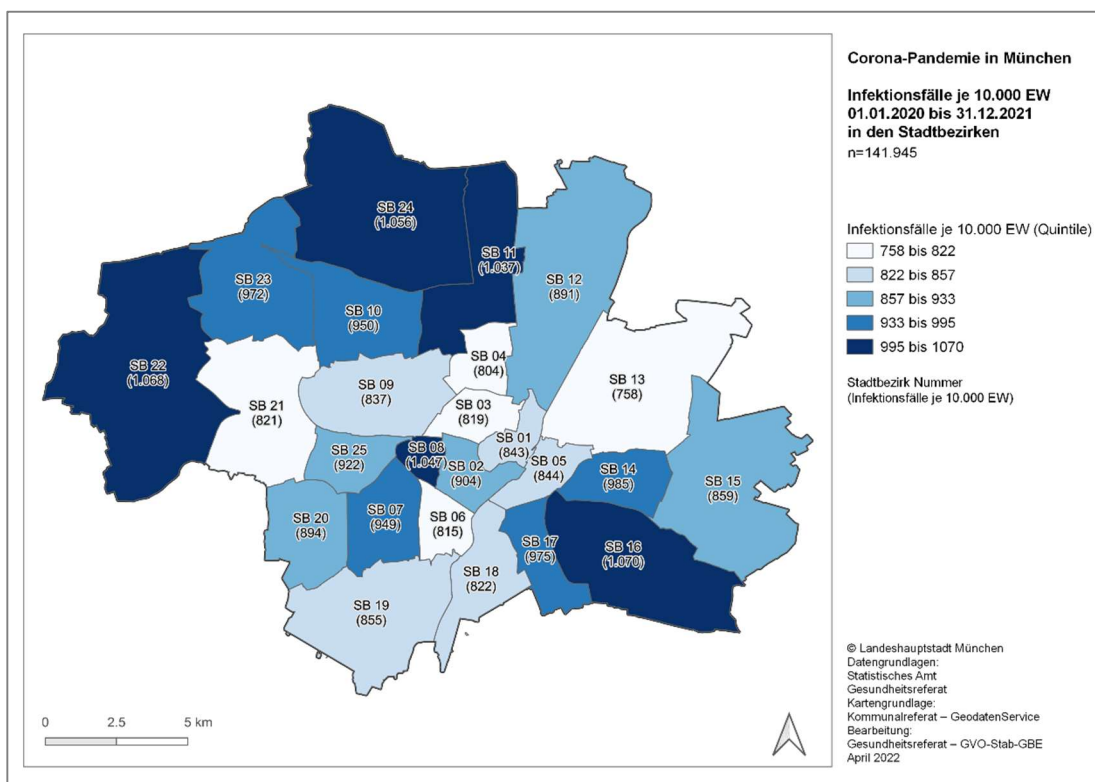 Corona-Pandemie in München
Infektionsfälle je 10.000 EW
01.01.2020 bis 31.12.2021
in den Stadtbezirken
n=141.945
Infektionsfälle je 10.000 EW (Quintile)
758 bis 822
822 bis 857
857 bis 933
933 bis 995
995 bis 1070
Stadtbezirk Nummer
(Infektionsfälle je 10.000 EW)
SB 24
(1.056)
SB 11
(1.037)
SB 12
(891)
SB 23
(972)
SB 10
(950)
SB 22
(1.068)
SB 04
(804)
SB 13
(758)
SB 09
(837)
SB 21
(821)
SB 03
(819)
SB 01
(843)
SB 25
(922)
SB 08
(1.047)
SB 02
(904)
SB 05
(844)
SB 14
(985)
SB 15
(859)
SB 20
(894)
SB 07
(949)
SB 06
(815)
SB 17
(975)
SB 16
(1.070)
SB 18
(822)
SB 19
(855)
0 2.5 5 km
© Landeshauptstadt München
Datengrundlagen:
Statistisches Amt
Gesundheitsreferat
Kartengrundlage:
Kommunalreferat – GeodatenService
Bearbeitung:
Gesundheitsreferat – GVO-Stab-GBE
April 2022